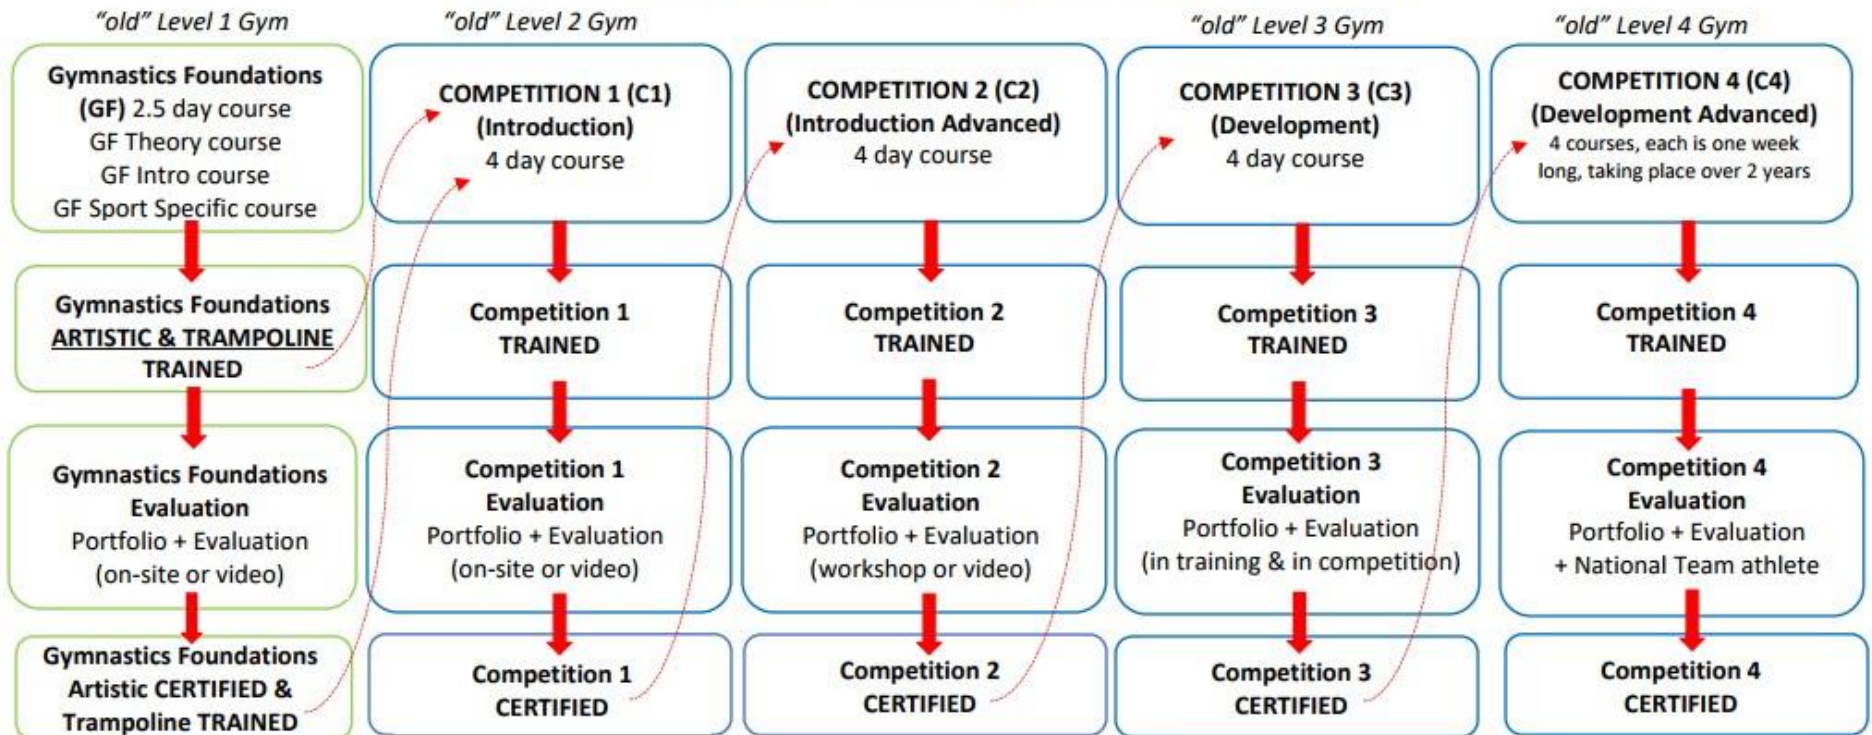 “old” Level 1 Gym
“old” Level 2 Gym
“old” Level 3 Gym
“old” Level 4 Gym
Gymnastics Foundations
(GF) 2.5 day course
GF Theory course
GF Intro course
GF Sport Specific course
COMPETITION 1 (C1)
(Introduction)
4 day course
COMPETITION 2 (C2)
(Introduction Advanced)
4 day course
COMPETITION 3 (C3)
(Development)
4 day course
COMPETITION 4 (C4)
(Development Advanced)
4 courses, each is one week
long, taking place over 2 years
Gymnastics Foundations
ARTISTIC & TRAMPOLINE
TRAINED
Competition 1
TRAINED
Competition 2
TRAINED
Competition 3
TRAINED
Competition 4
TRAINED
Gymnastics Foundations
Evaluation
Portfolio + Evaluation
(on-site or video)
Competition 1
Evaluation
Portfolio + Evaluation
(on-site or video)
Competition 2
Evaluation
Portfolio + Evaluation
(workshop or video)
Competition 3
Evaluation
Portfolio + Evaluation
(in training & in competition)
Competition 4
Evaluation
Portfolio + Evaluation
+ National Team athlete
Gymnastics Foundations
Artistic CERTIFIED &
Trampoline TRAINED
Competition 1
CERTIFIED
Competition 2
CERTIFIED
Competition 3
CERTIFIED
Competition 4
CERTIFIED